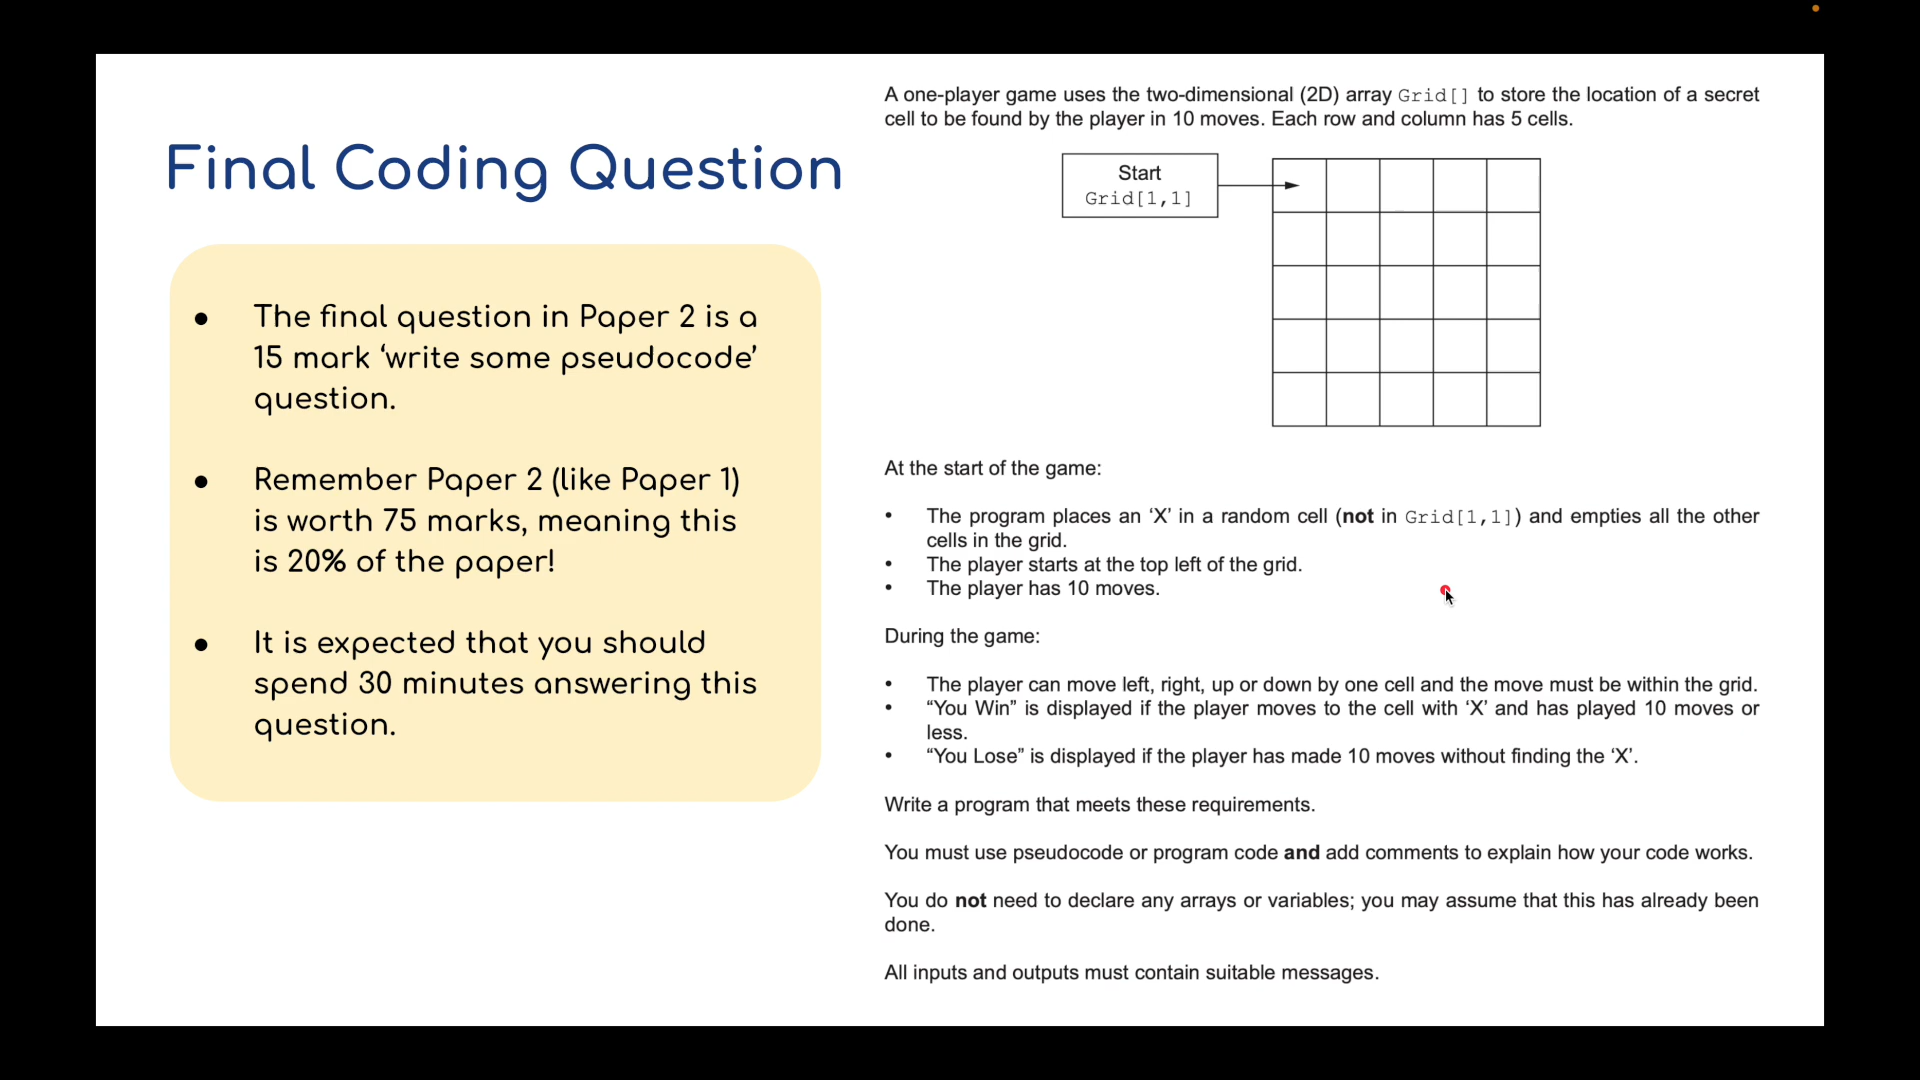 Final Coding Question
● The final question in Paper 2 is a
15 mark ‘write some pseudocode’
question.
● Remember Paper 2 (like Paper 1)
is worth 75 marks, meaning this
is 20% of the paper!
● It is expected that you should
spend 30 minutes answering this
question.
A one-player game uses the two-dimensional (2D) array Grid[] to store the location of a secret
cell to be found by the player in 10 moves. Each row and column has 5 cells.
Start
Grid[1,1]
At the start of the game:
• The program places an ‘X’ in a random cell (not in Grid[1,1]) and empties all the other
cells in the grid.
• The player starts at the top left of the grid.
• The player has 10 moves.
During the game:
• The player can move left, right, up or down by one cell and the move must be within the grid.
• “You Win” is displayed if the player moves to the cell with ‘X’ and has played 10 moves or
less.
• “You Lose” is displayed if the player has made 10 moves without finding the ‘X’.
Write a program that meets these requirements.
You must use pseudocode or program code and add comments to explain how your code works.
You do not need to declare any arrays or variables; you may assume that this has already been
done.
All inputs and outputs must contain suitable messages.